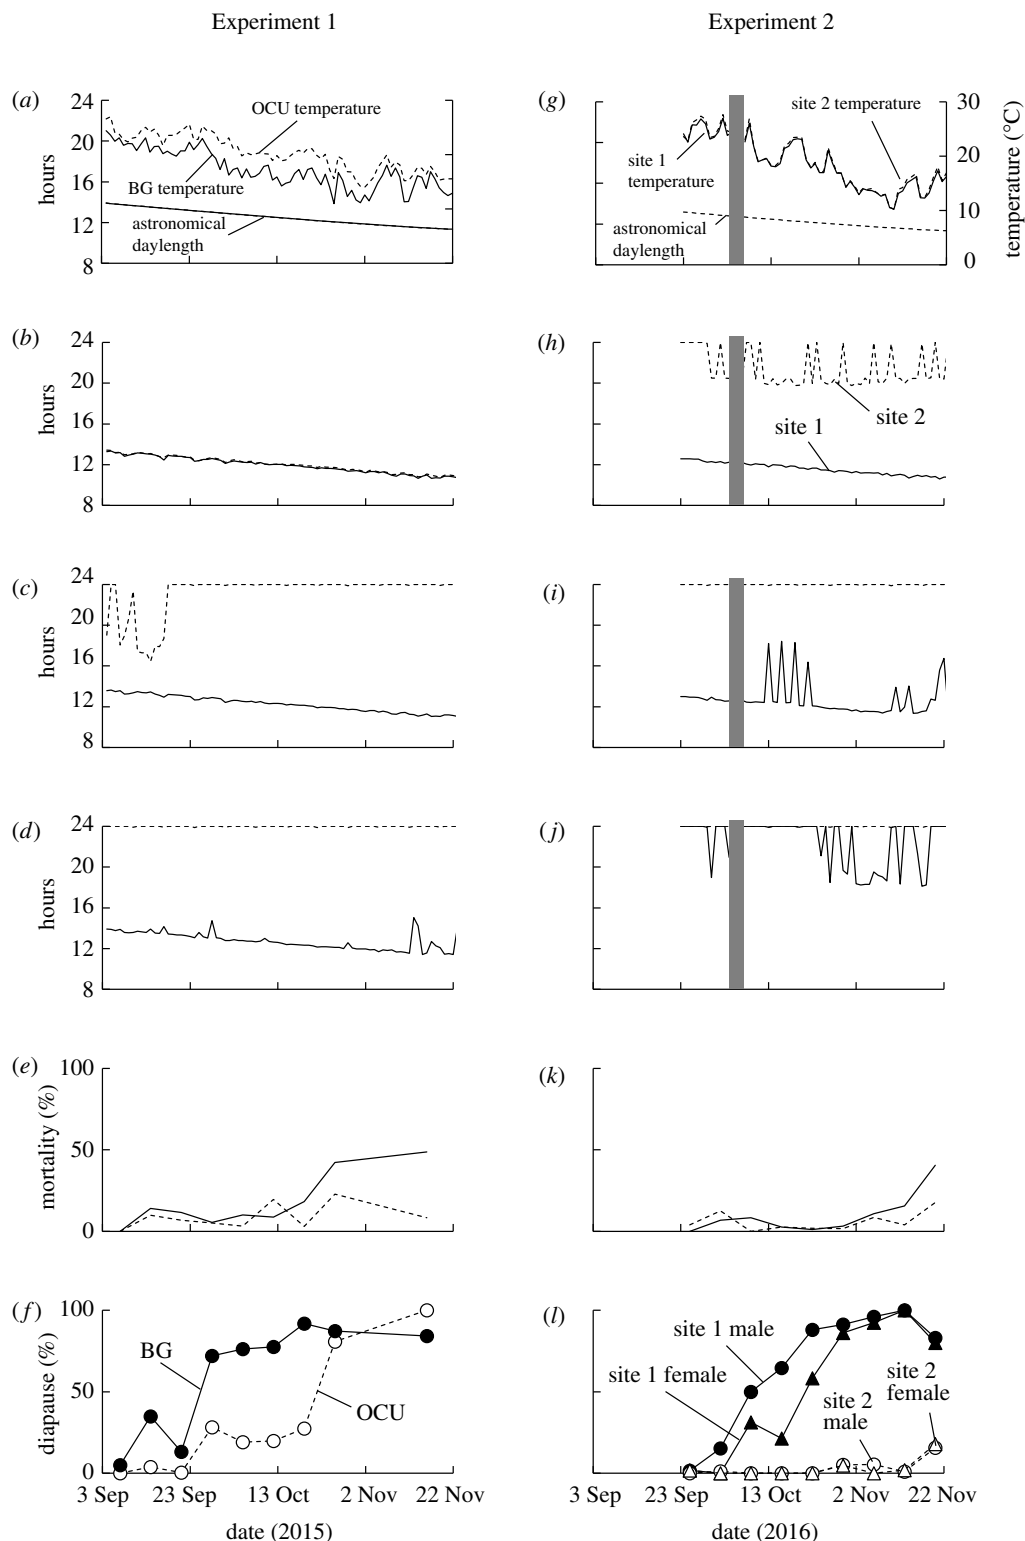 Experiment 1
Experiment 2
(a)
24
20
16
12
8
hours
OCU temperature
BG temperature
astronomical
daylength
(g)
site 2 temperature
site 1
temperature
astronomical
daylength
30
20
10
0
temperature (°C)
(b)
24
20
16
12
8
hours
(h)
site 2
site 1
(c)
24
20
16
12
8
hours
(i)
(d)
24
20
16
12
8
hours
(j)
(e)
100
50
0
mortality (%)
(k)
(f)
100
50
0
diapause (%)
BG
OCU
3 Sep
23 Sep
13 Oct
2 Nov
22 Nov
date (2015)
(l)
site 1 male
site 1 female
site 2
male
site 2
female
3 Sep
23 Sep
13 Oct
2 Nov
22 Nov
date (2016)